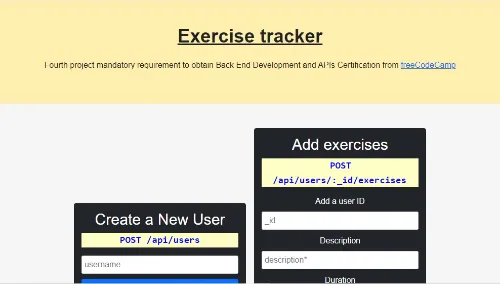 Exercise tracker
Fourth project mandatory requirement to obtain Back End Development and APIs Certification from freeCodeCamp
Create a New User
POST /api/users
username
Add exercises
POST
/api/users/:_id/exercises
Add a user ID
_id
Description
description*
Duration